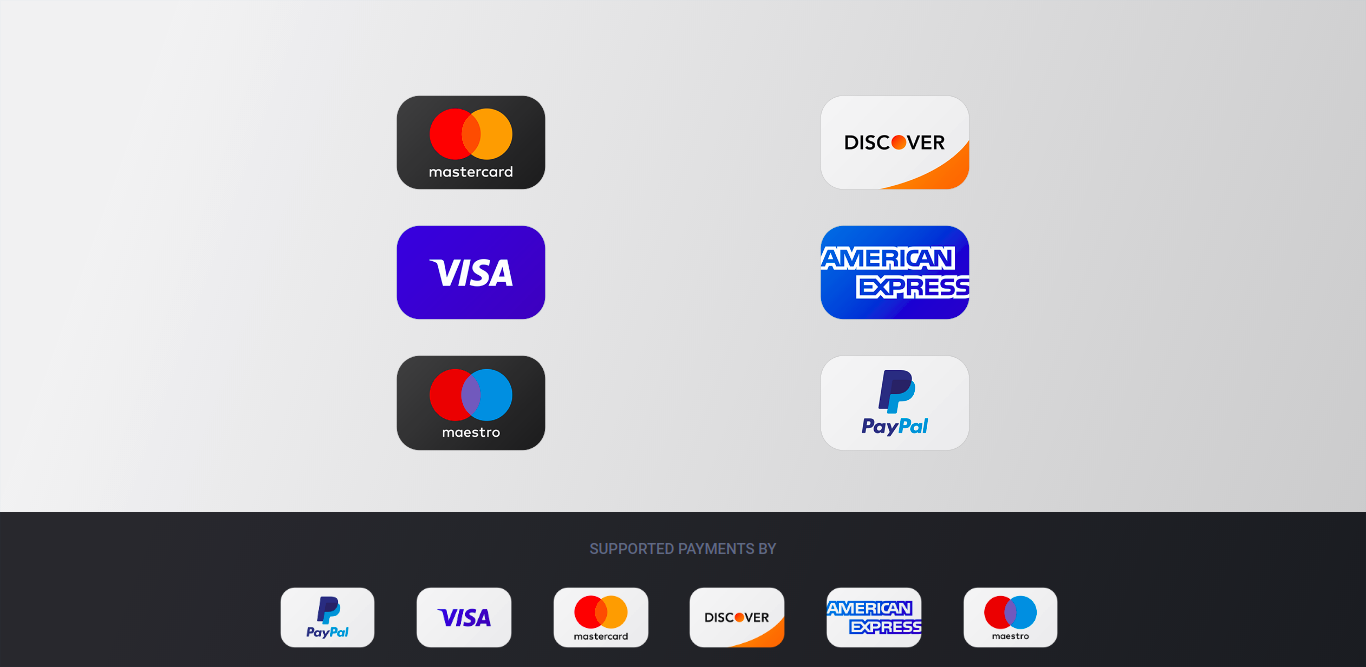 mastercard
DISCOVER
VISA
AMERICAN
EXPRESS
maestro
PayPal
SUPPORTED PAYMENTS BY
PayPal
VISA
mastercard
DISCOVER
AMERICAN
EXPRESS
maestro